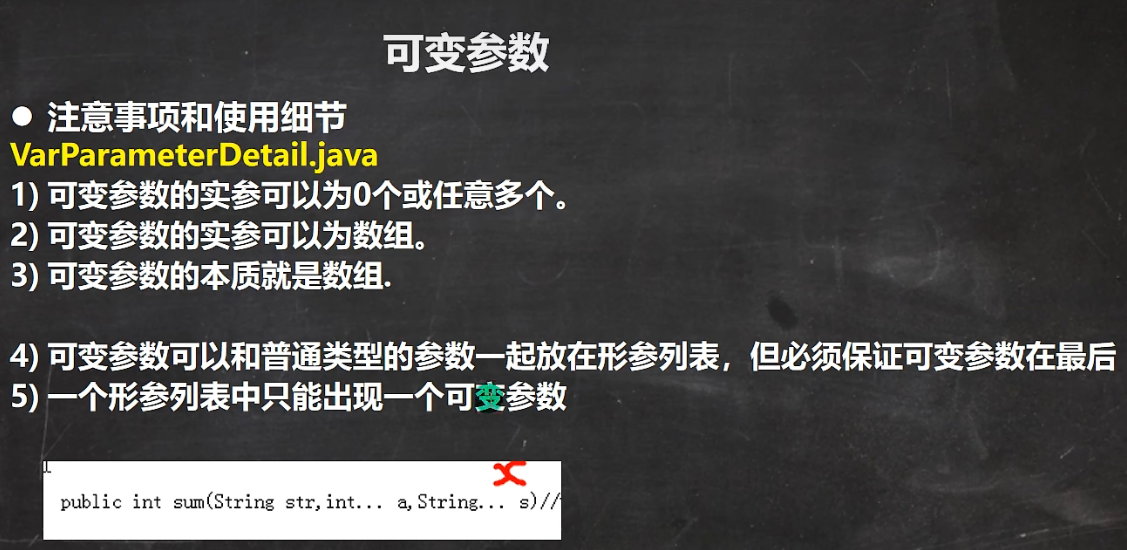 可变参数
● 注意事项和使用细节
VarParameterDetail.java
1) 可变参数的实参可以为0个或任意多个。
2) 可变参数的实参可以为数组。
3) 可变参数的本质就是数组.
4) 可变参数可以和普通类型的参数一起放在形参列表，但必须保证可变参数在最后
5) 一个形参列表中只能出现一个可变参数
public int sum(String str,int... a,String... s)//